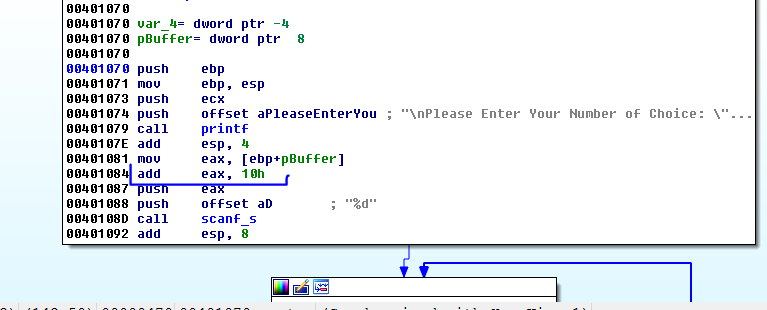 00401070
00401070 var_4= dword ptr -4
00401070 pBuffer= dword ptr  8
00401070
00401070 push    ebp
00401071 mov     ebp, esp
00401073 push    ecx
00401074 push    offset aPleaseEnterYou ; "\nPlease Enter Your Number of Choice: \"...
00401079 call    printf
0040107E add     esp, 4
00401081 mov     eax, [ebp+pBuffer]
00401084 add     eax, 10h
00401087 push    eax
00401088 push    offset aD       ; "%d"
0040108D call    scanf_s
00401092 add     esp, 8